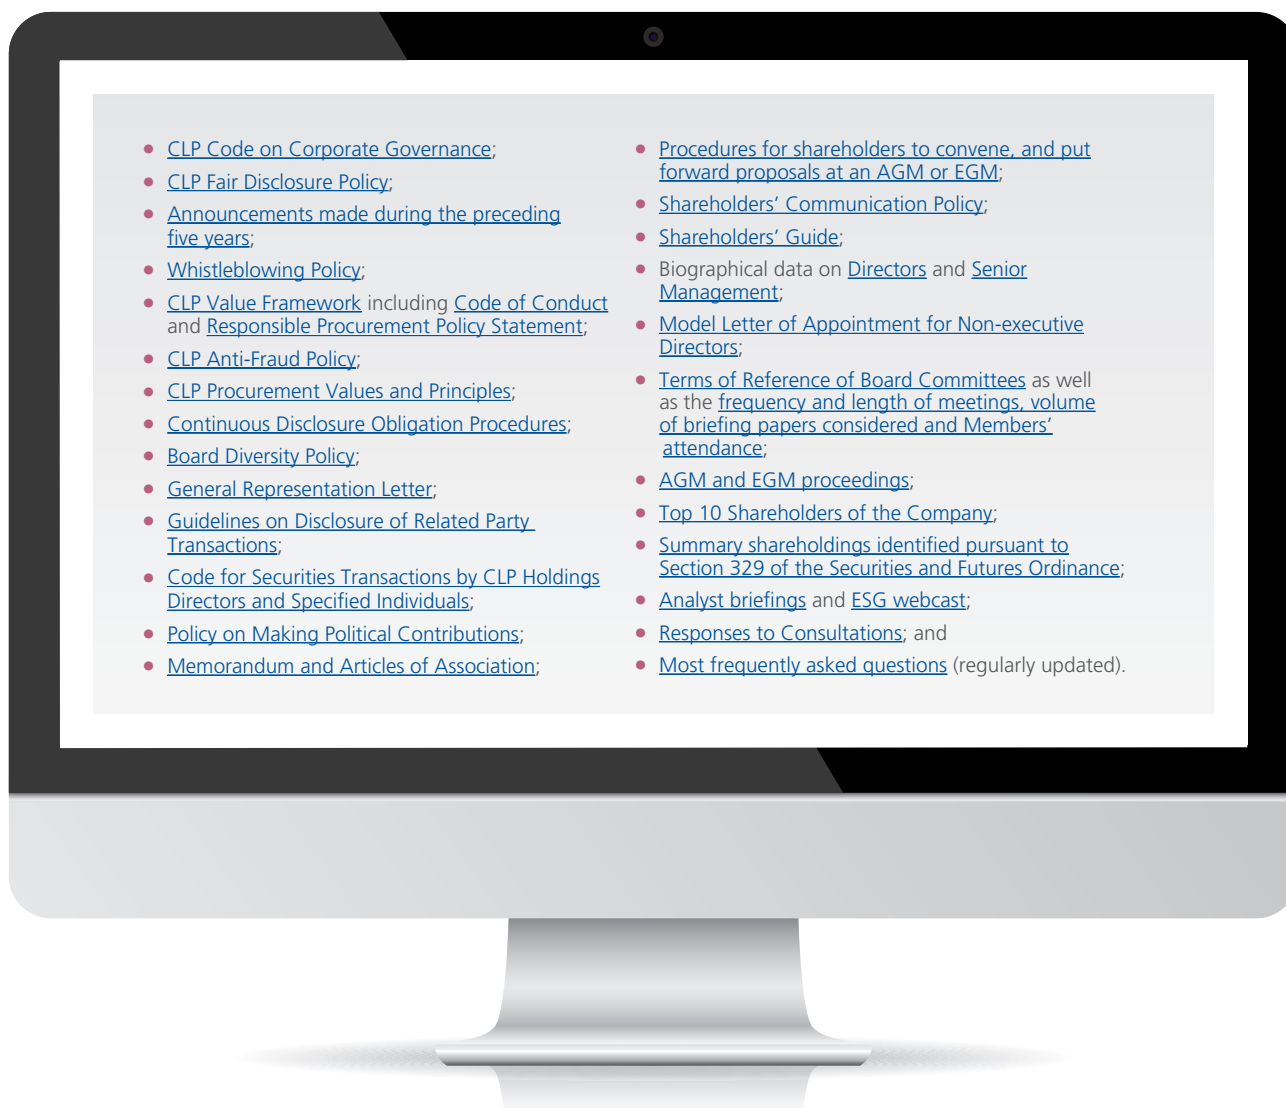 • CLP Code on Corporate Governance;
• CLP Fair Disclosure Policy;
• Announcements made during the preceding
five years;
• Whistleblowing Policy;
• CLP Value Framework including Code of Conduct
and Responsible Procurement Policy Statement;
• CLP Anti-Fraud Policy;
• CLP Procurement Values and Principles;
• Continuous Disclosure Obligation Procedures;
• Board Diversity Policy;
• General Representation Letter;
• Guidelines on Disclosure of Related Party
Transactions;
• Code for Securities Transactions by CLP Holdings
Directors and Specified Individuals;
• Policy on Making Political Contributions;
• Memorandum and Articles of Association;
• Procedures for shareholders to convene, and put
forward proposals at an AGM or EGM;
• Shareholders’ Communication Policy;
• Shareholders’ Guide;
• Biographical data on Directors and Senior
Management;
• Model Letter of Appointment for Non-executive
Directors;
• Terms of Reference of Board Committees as well
as the frequency and length of meetings, volume
of briefing papers considered and Members’
attendance;
• AGM and EGM proceedings;
• Top 10 Shareholders of the Company;
• Summary shareholdings identified pursuant to
Section 329 of the Securities and Futures Ordinance;
• Analyst briefings and ESG webcast;
• Responses to Consultations; and
• Most frequently asked questions (regularly updated).